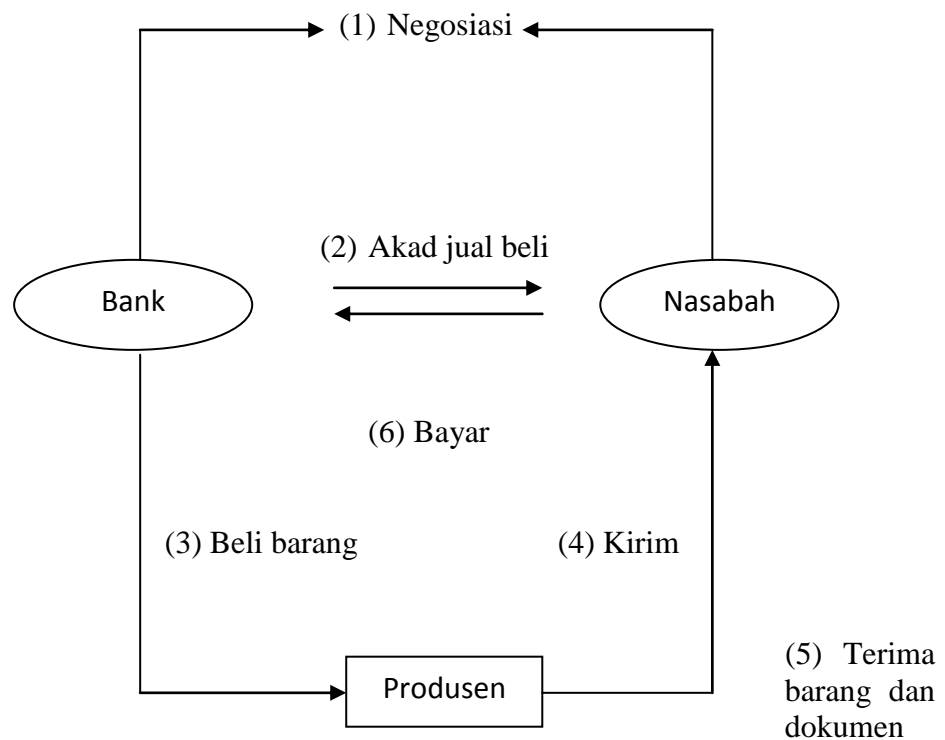 (1) Negosiasi
(2) Akad jual beli
Bank
Nasabah
(6) Bayar
(3) Beli barang
(4) Kirim
(5) Terima
barang dan
dokumen
Produsen